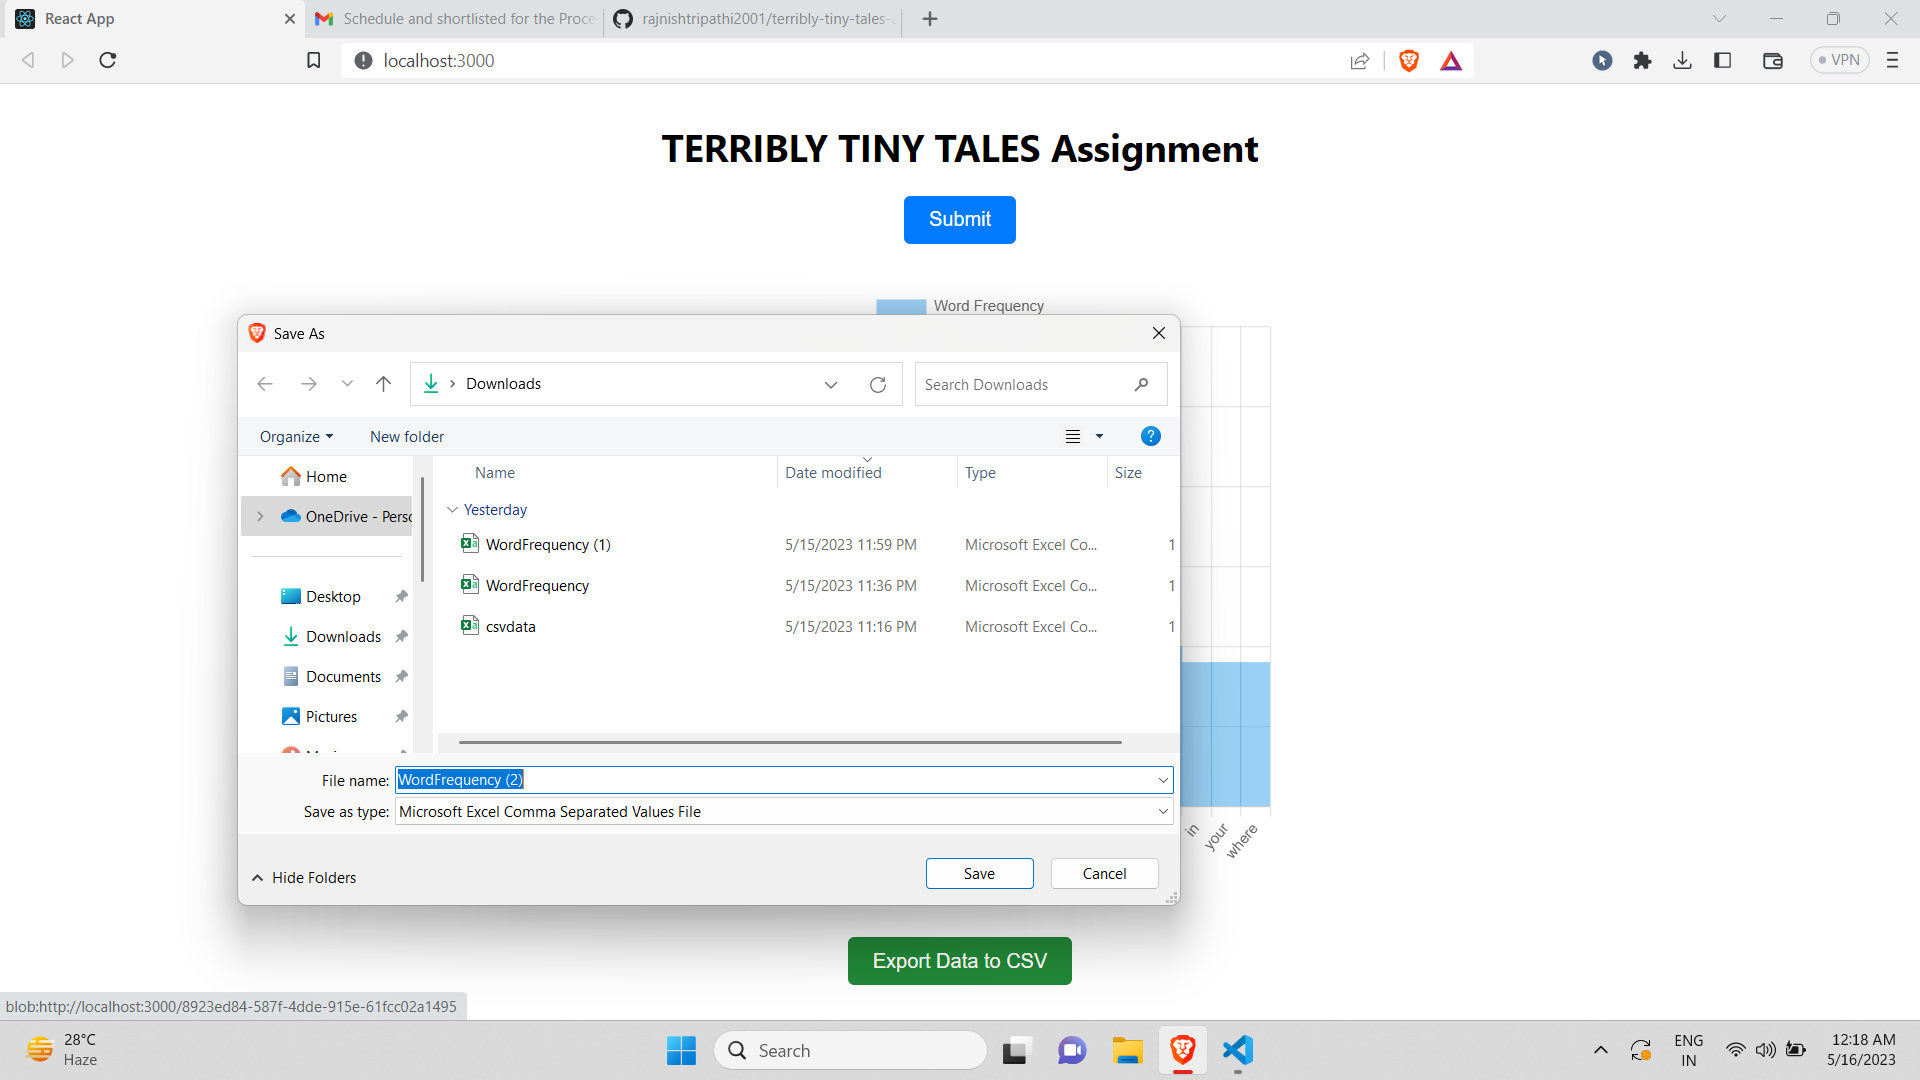 React App
Schedule and shortlisted for the Proce
rajnishtripathi2001/terribly-tiny-tales-
localhost:3000
VPN
TERRIBLY TINY TALES Assignment
Submit
Word Frequency
Save As
Downloads
Search Downloads
Organize
New folder
Home
OneDrive - Perso
Desktop
Downloads
Documents
Pictures
Name Date modified Type Size
Yesterday
WordFrequency (1) 5/15/2023 11:59 PM Microsoft Excel Co... 1
WordFrequency 5/15/2023 11:36 PM Microsoft Excel Co... 1
csvdata 5/15/2023 11:16 PM Microsoft Excel Co... 1
File name: WordFrequency (2)
Save as type: Microsoft Excel Comma Separated Values File
Hide Folders
Save
Cancel
in
your
where
Export Data to CSV
blob:http://localhost:3000/8923ed84-587f-4dde-915e-61fcc02a1495
28°C
Haze
Search
ENG
IN
12:18 AM
5/16/2023